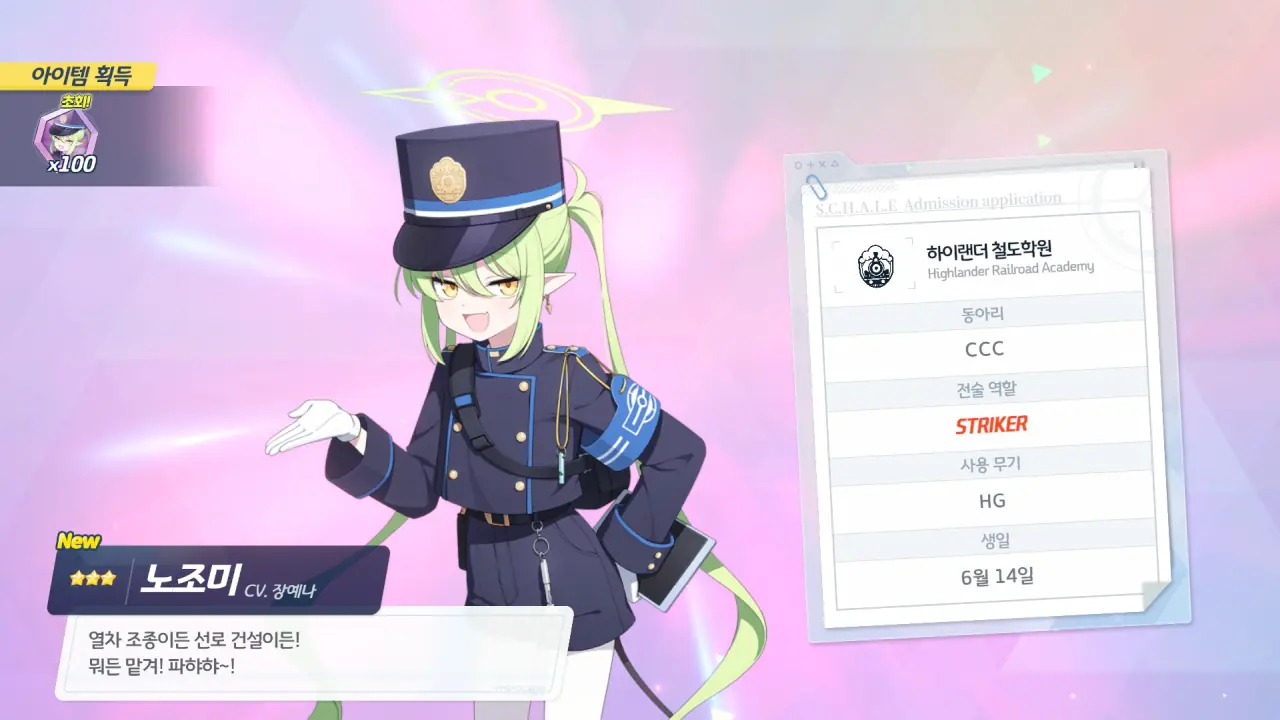 아이템 획득
초회!
x100
S.C.H.A.L.E Admission application
하이랜더 철도학원
Highlander Railroad Academy
동아리
CCC
전술 역할
STRIKER
사용 무기
HG
생일
6월 14일
New
노조미 CV. 장예나
열차 조종이든 선로 건설이든!
뭐든 맡겨! 파햐햐~!